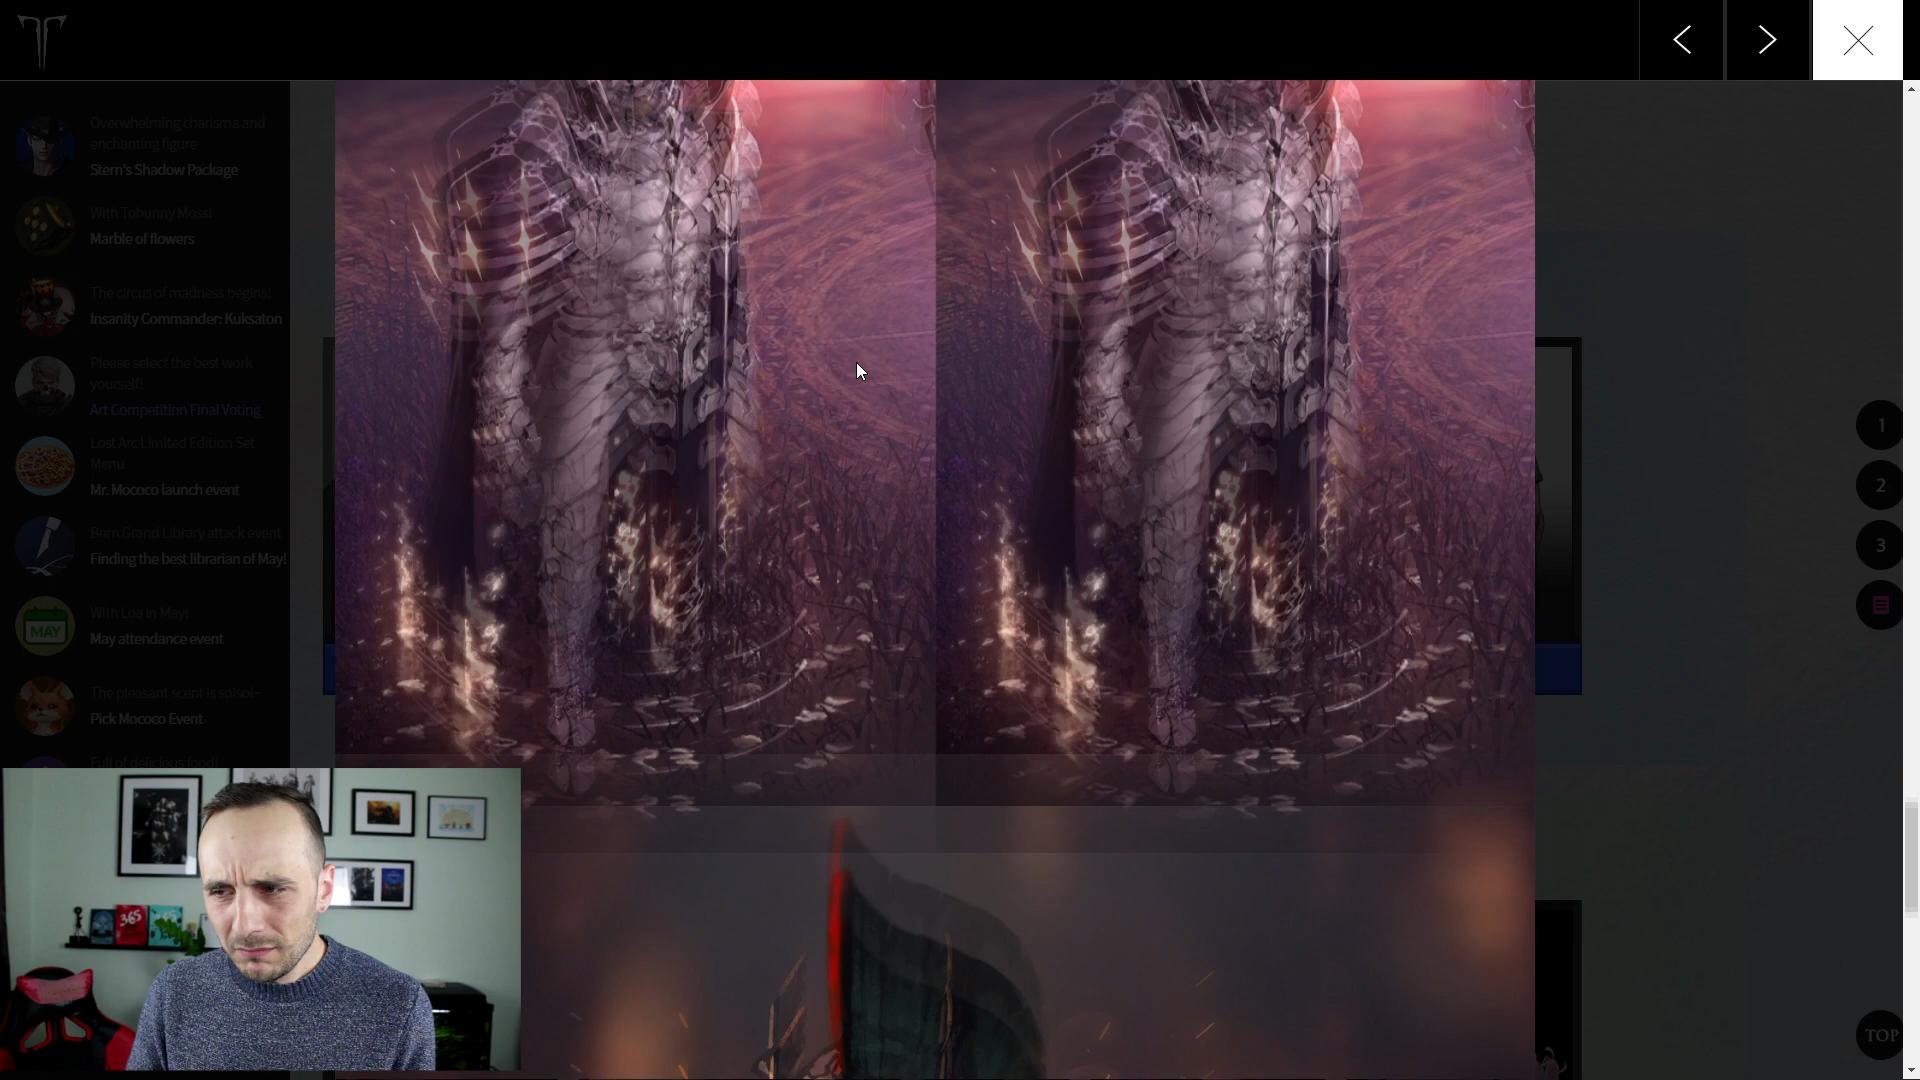 Overwhelming charisma and
enchanting figure
Stern's Shadow Package
With Tobunny Moss!
Marble of flowers
The circus of madness begins!
Insanity Commander: Kuksaton
Please select the best work
yourself!
Art Competition Final Voting
Lost Arc Limited Edition Set
Menu
Mr. Mococo launch event
Bern Grand Library attack event
Finding the best librarian of May!
With Loa in May!
MAY
May attendance event
The pleasant scent is solsol~
Pick Mococo Event
Full of delicious food!
1
2
3
TOP
365